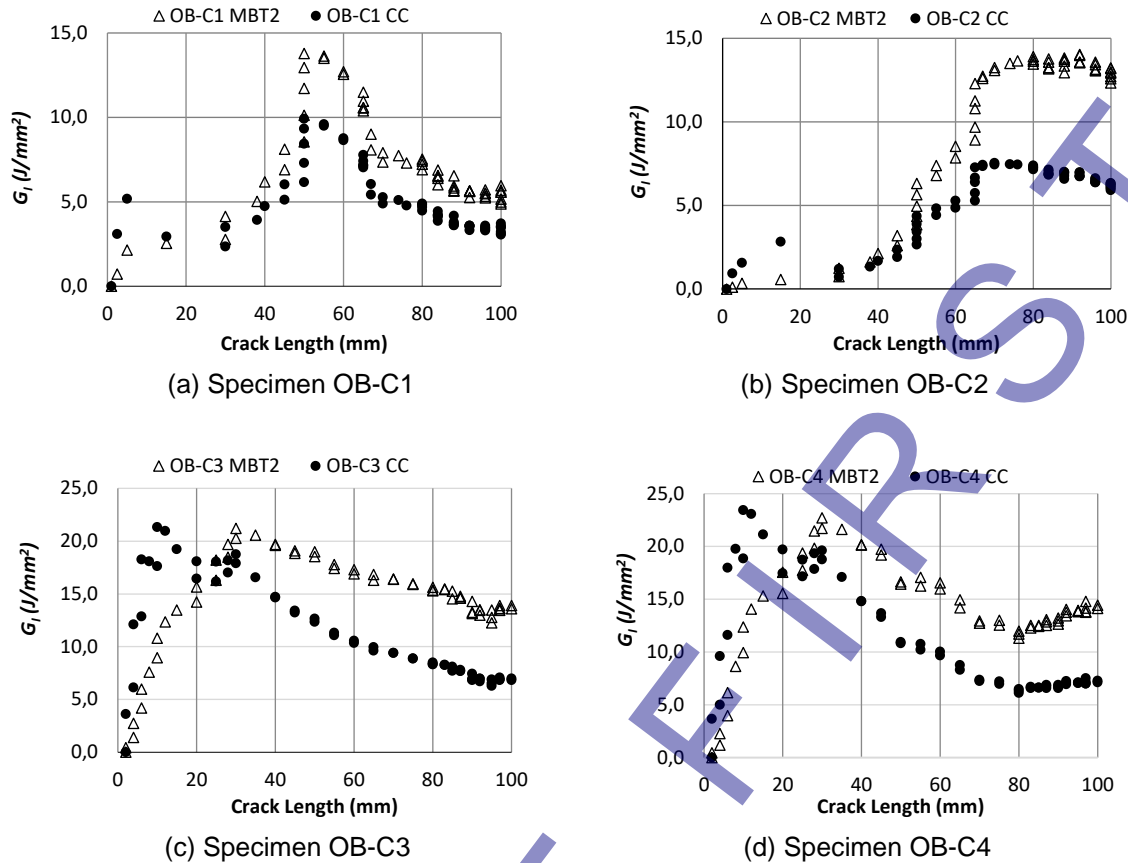 OB-C1 MBT2 OB-C1 CC
15,0
10,0
5,0
0,0
G_I (J/mm²)
0 20 40 60 80 100
Crack Length (mm)
(a) Specimen OB-C1
OB-C2 MBT2 OB-C2 CC
15,0
10,0
5,0
0,0
G_I (J/mm²)
0 20 40 60 80 100
Crack Length (mm)
(b) Specimen OB-C2
OB-C3 MBT2 OB-C3 CC
25,0
20,0
15,0
10,0
5,0
0,0
G_I (J/mm²)
0 20 40 60 80 100
Crack Length (mm)
(c) Specimen OB-C3
OB-C4 MBT2 OB-C4 CC
25,0
20,0
15,0
10,0
5,0
0,0
G_I (J/mm²)
0 20 40 60 80 100
Crack Length (mm)
(d) Specimen OB-C4
FIRST